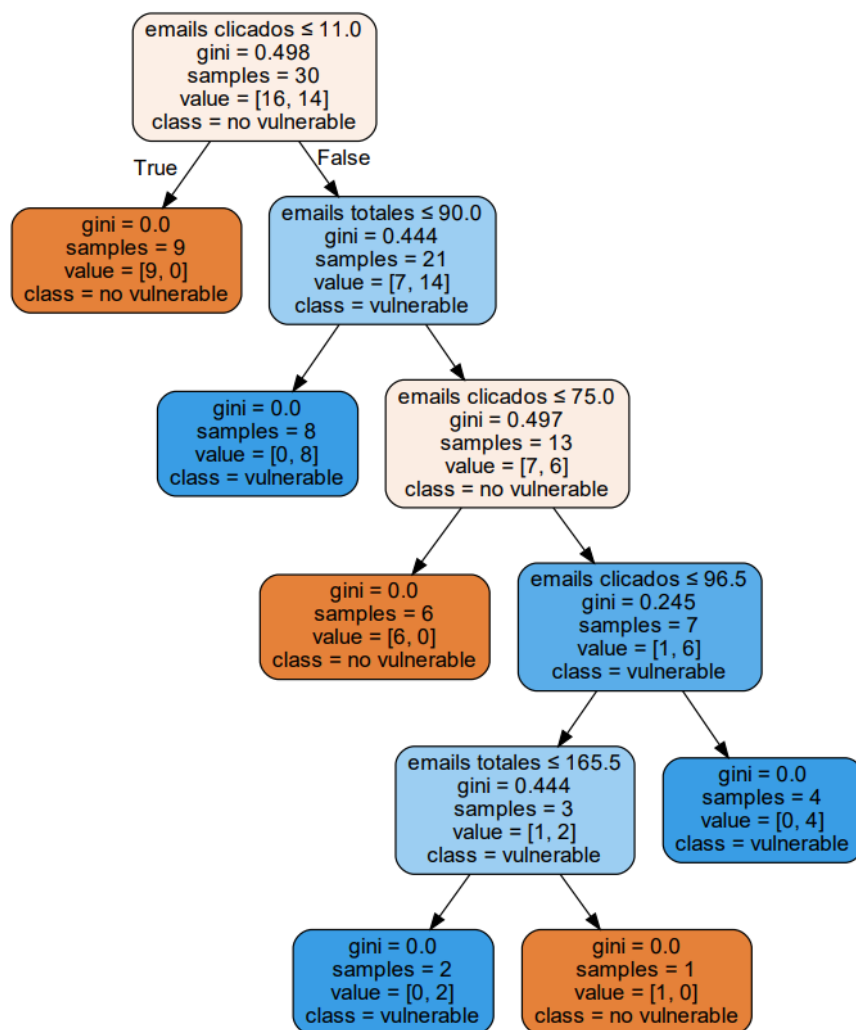 emails clicados ≤ 11.0
gini = 0.498
samples = 30
value = [16, 14]
class = no vulnerable
True
False
gini = 0.0
samples = 9
value = [9, 0]
class = no vulnerable
emails totales ≤ 90.0
gini = 0.444
samples = 21
value = [7, 14]
class = vulnerable
gini = 0.0
samples = 8
value = [0, 8]
class = vulnerable
emails clicados ≤ 75.0
gini = 0.497
samples = 13
value = [7, 6]
class = no vulnerable
gini = 0.0
samples = 6
value = [6, 0]
class = no vulnerable
emails clicados ≤ 96.5
gini = 0.245
samples = 7
value = [1, 6]
class = vulnerable
emails totales ≤ 165.5
gini = 0.444
samples = 3
value = [1, 2]
class = vulnerable
gini = 0.0
samples = 4
value = [0, 4]
class = vulnerable
gini = 0.0
samples = 2
value = [0, 2]
class = vulnerable
gini = 0.0
samples = 1
value = [1, 0]
class = no vulnerable